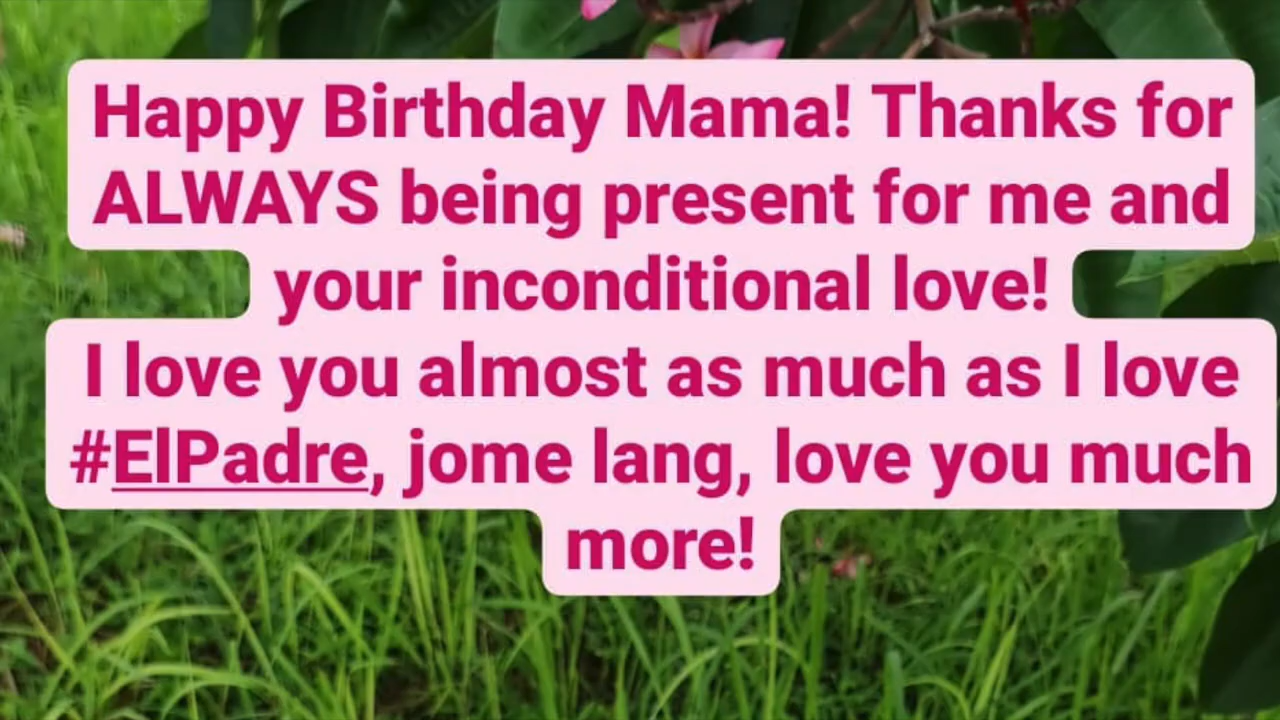 Happy Birthday Mama! Thanks for
ALWAYS being present for me and
your inconditional love!
I love you almost as much as I love
#ElPadre, jome lang, love you much
more!